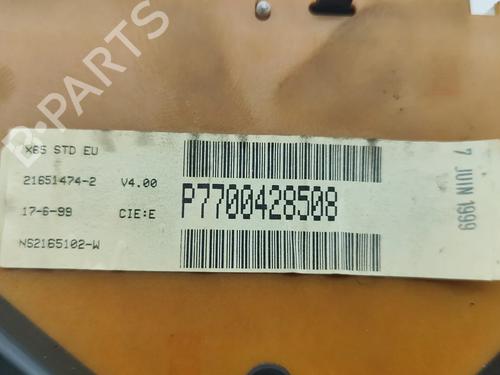 B-PARTS
X65 STD EU
21651474-2 V4.00
17-6-99 CIE:E
P7700428508
NS2165102-W
7 JUIN 1999